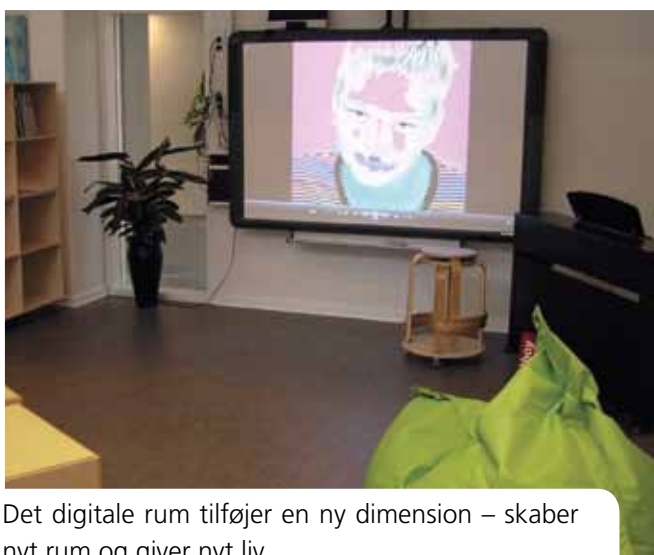 Det digitale rum tilføjer en ny dimension – skaber
nyt rum og giver nyt liv